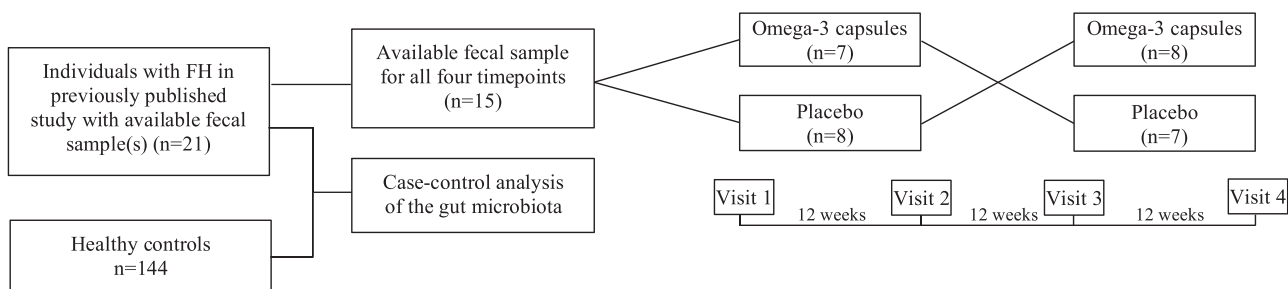 Individuals with FH in
previously published
study with available fecal
sample(s) (n=21)
Healthy controls
n=144
Available fecal sample
for all four timepoints
(n=15)
Case-control analysis
of the gut microbiota
Omega-3 capsules
(n=7)
Placebo
(n=8)
Omega-3 capsules
(n=8)
Placebo
(n=7)
Visit 1
12 weeks
Visit 2
12 weeks
Visit 3
12 weeks
Visit 4